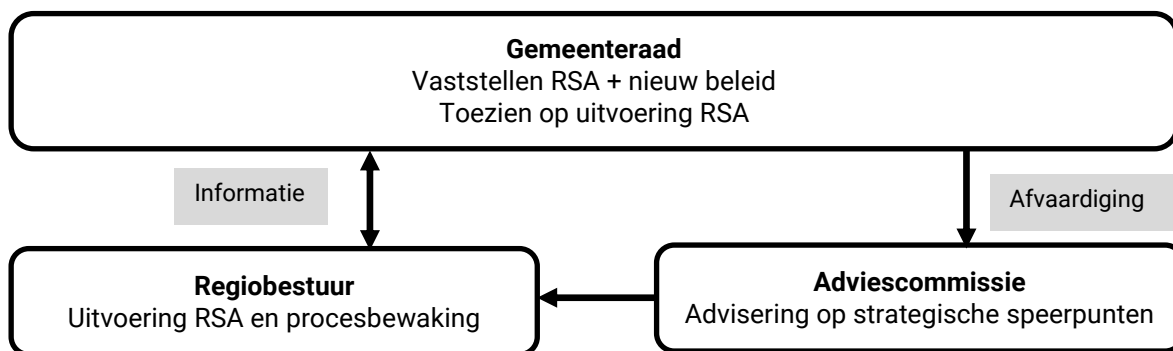 Gemeenteraad
Vaststellen RSA + nieuw beleid
Toezien op uitvoering RSA
Informatie
Afvaardiging
Regiobestuur
Uitvoering RSA en procesbewaking
Adviescommissie
Advisering op strategische speerpunten